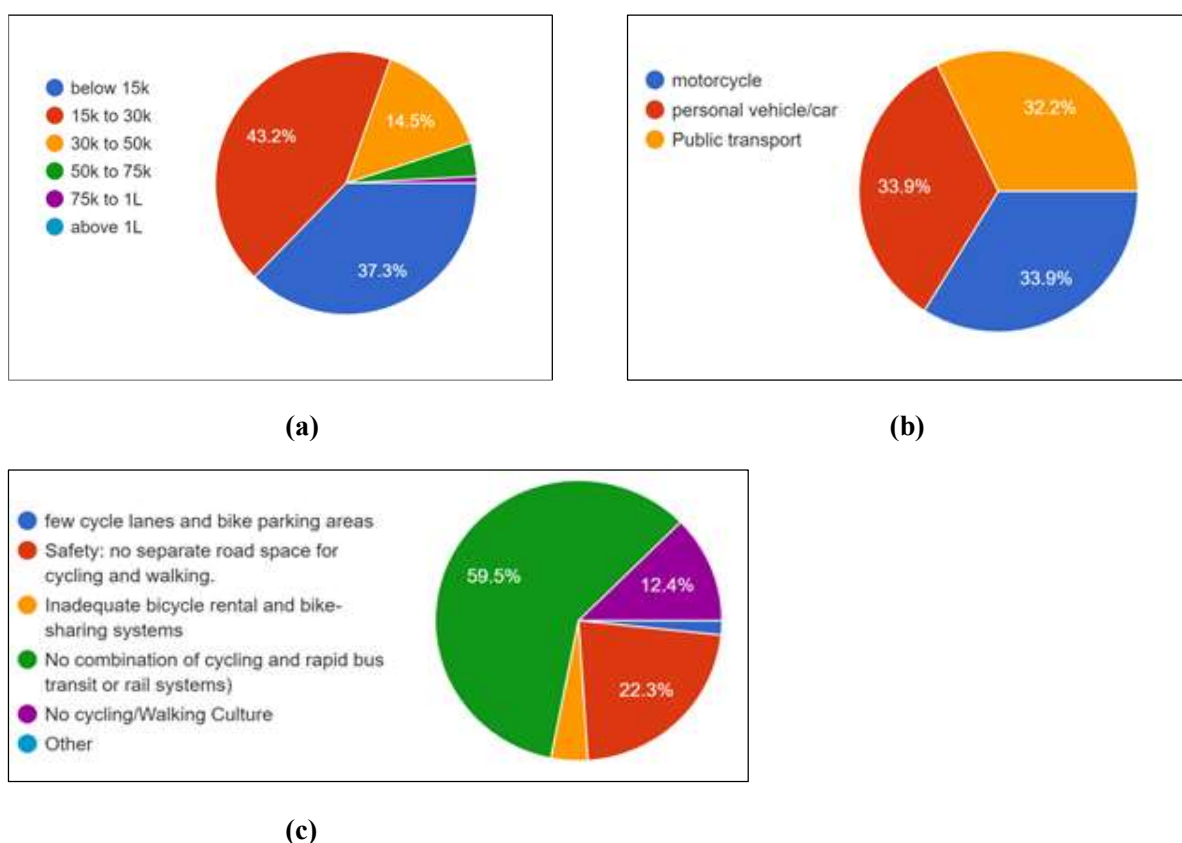 below 15k
15k to 30k
30k to 50k
50k to 75k
75k to 1L
above 1L
43.2%
14.5%
37.3%
motorcycle
personal vehicle/car
Public transport
32.2%
33.9%
33.9%
(a)
(b)
few cycle lanes and bike parking areas
Safety: no separate road space for
cycling and walking.
Inadequate bicycle rental and bike-
sharing systems
No combination of cycling and rapid bus
transit or rail systems)
No cycling/Walking Culture
Other
59.5%
12.4%
22.3%
(c)